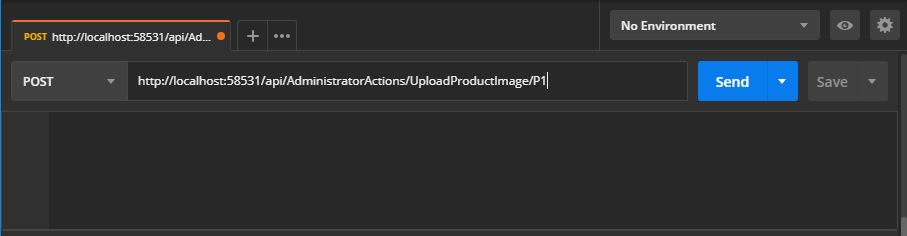 No Environment
POST http://localhost:58531/api/Ad...
POST http://localhost:58531/api/AdministratorActions/UploadProductImage/P1 Send Save